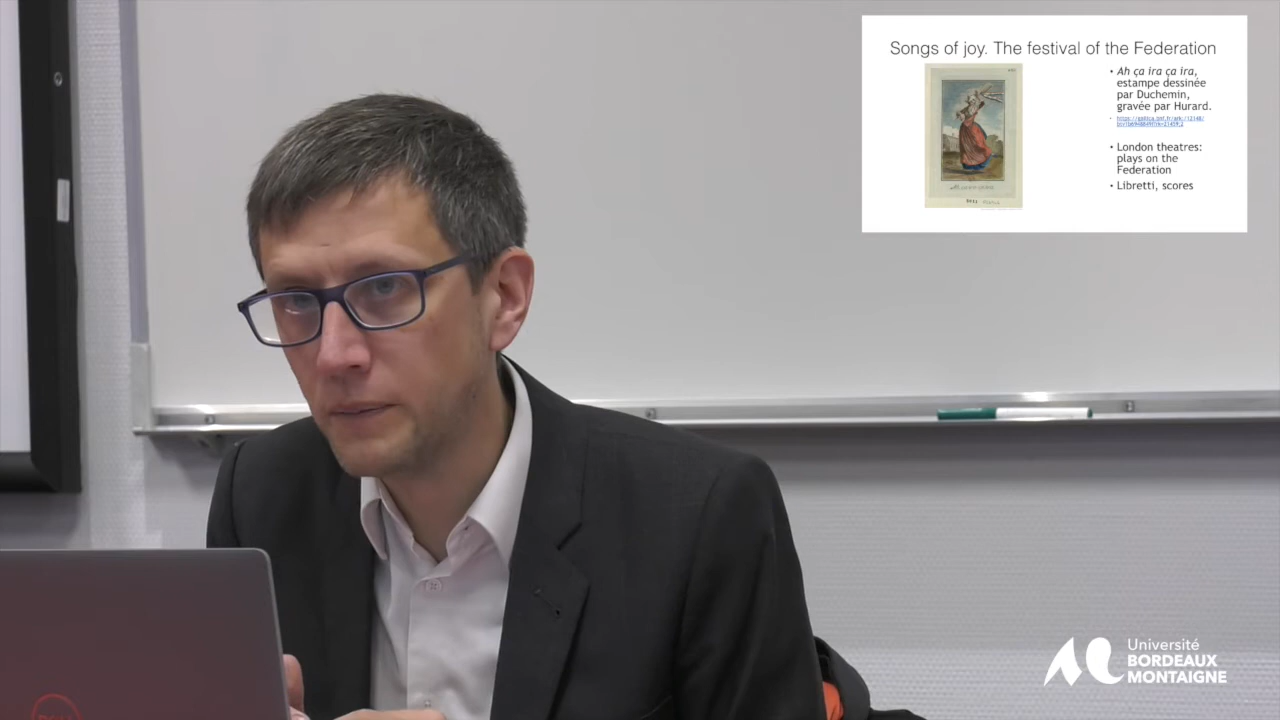 Songs of joy. The festival of the Federation
• Ah ça ira ça ira,
estampe dessinée
par Duchemin,
gravée par Hurard.
• London theatres:
plays on the
Federation
• Libretti, scores
Université
BORDEAUX
MONTAIGNE